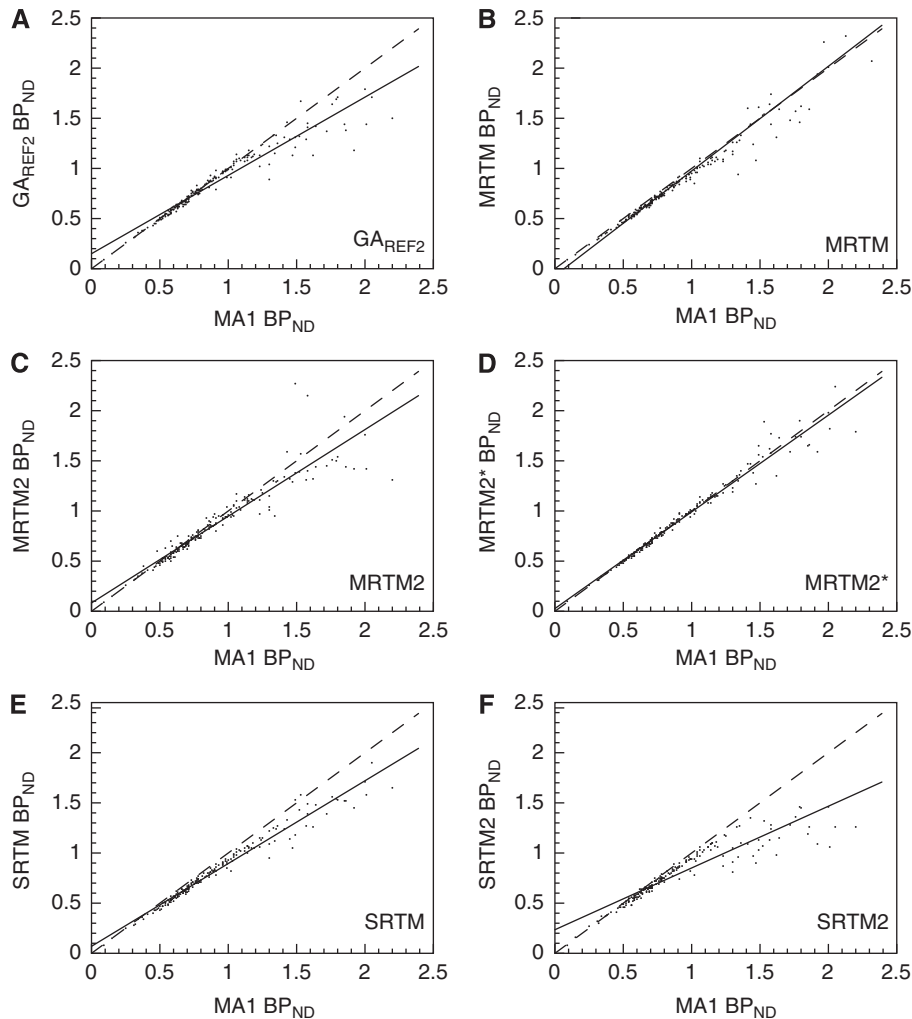 A
2.5
2
1.5
1
0.5
0
GA_REF2 BP_ND
GA_REF2
0 0.5 1 1.5 2 2.5
MA1 BP_ND
B
2.5
2
1.5
1
0.5
0
MRTM BP_ND
MRTM
0 0.5 1 1.5 2 2.5
MA1 BP_ND
C
2.5
2
1.5
1
0.5
0
MRTM2 BP_ND
MRTM2
0 0.5 1 1.5 2 2.5
MA1 BP_ND
D
2.5
2
1.5
1
0.5
0
MRTM2* BP_ND
MRTM2*
0 0.5 1 1.5 2 2.5
MA1 BP_ND
E
2.5
2
1.5
1
0.5
0
SRTM BP_ND
SRTM
0 0.5 1 1.5 2 2.5
MA1 BP_ND
F
2.5
2
1.5
1
0.5
0
SRTM2 BP_ND
SRTM2
0 0.5 1 1.5 2 2.5
MA1 BP_ND